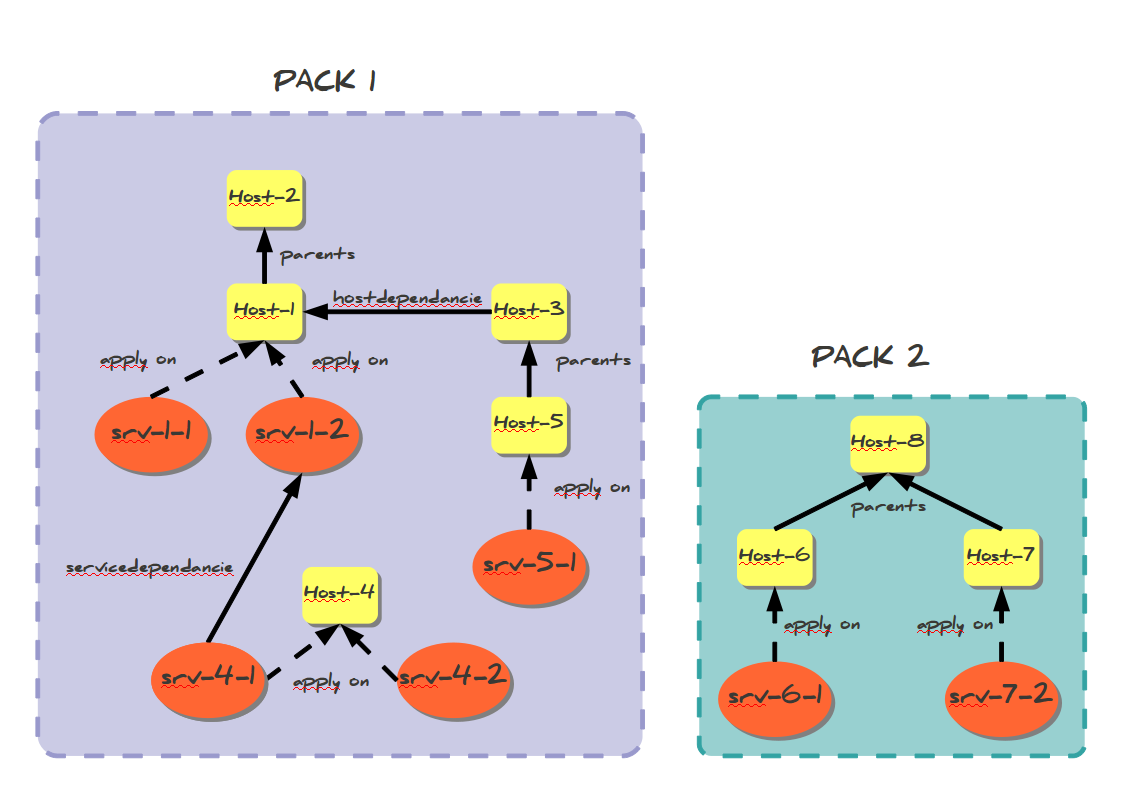 PACK 1
Host-2
parents
Host-1
hostdependancie
Host-3
apply on
apply on
parents
srv-1-1
srv-1-2
Host-5
apply on
servicedependancie
srv-5-1
Host-4
srv-4-1
apply on
srv-4-2
PACK 2
Host-8
parents
Host-6
Host-7
apply on
apply on
srv-6-1
srv-7-2